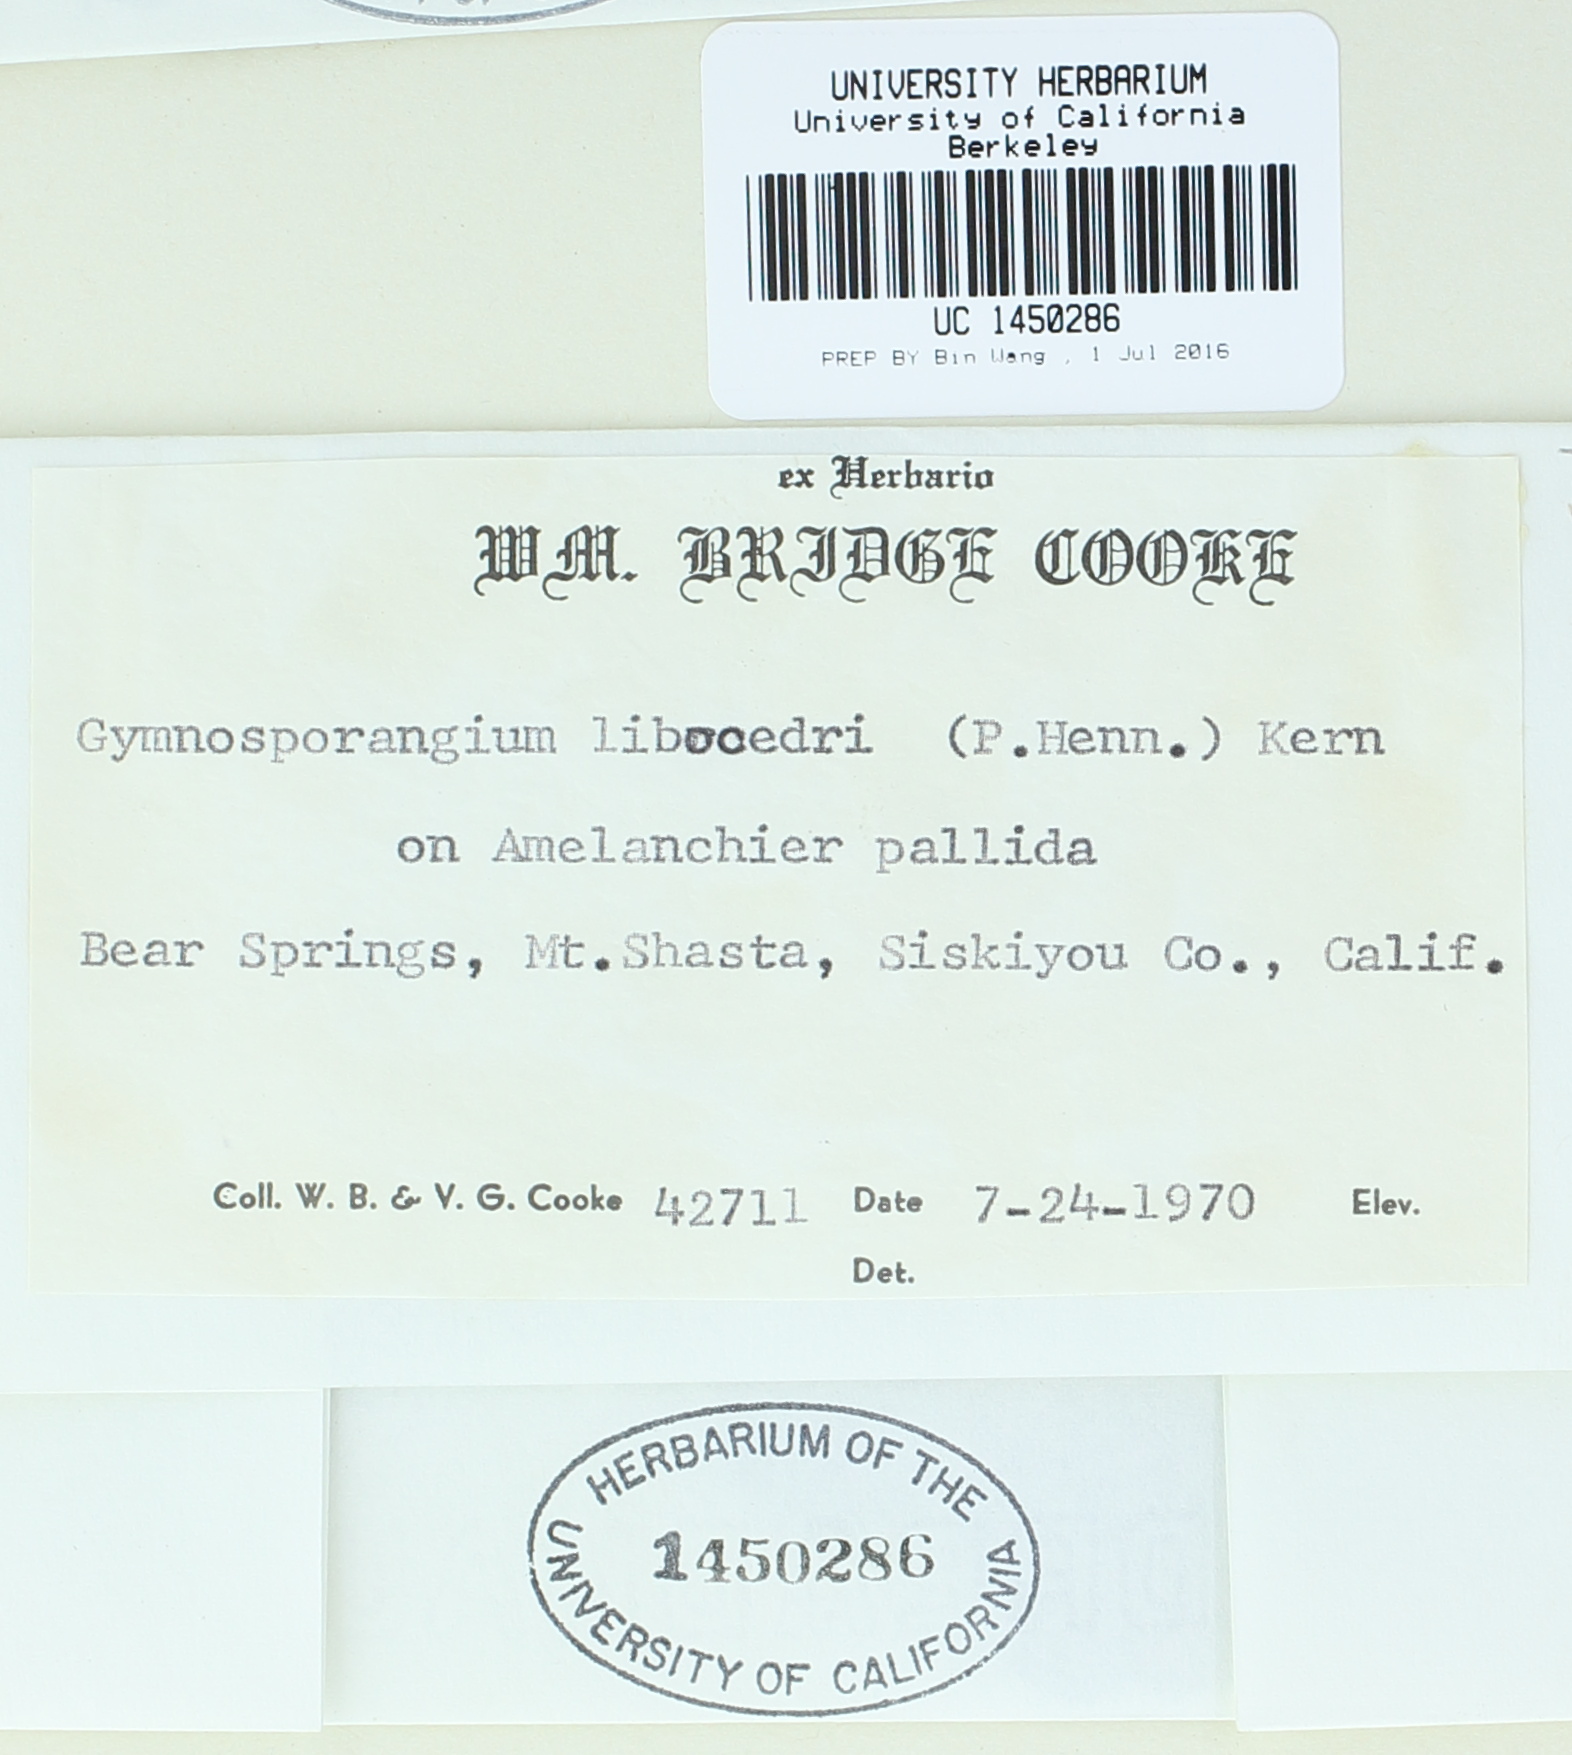 UNIVERSITY HERBARIUM
University of California
Berkeley
UC 1450286
PREP BY Bin Wang , 1 Jul 2016
ex Herbario
WM. BRIDGE COOKE
Gymnosporangium libocedri (P.Henn.) Kern
on Amelanchier pallida
Bear Springs, Mt.Shasta, Siskiyou Co., Calif.
Coll. W. B. & V. G. Cooke 42711 Date 7-24-1970 Elev.
Det.
HERBARIUM OF THE
1450286
UNIVERSITY OF CALIFORNIA